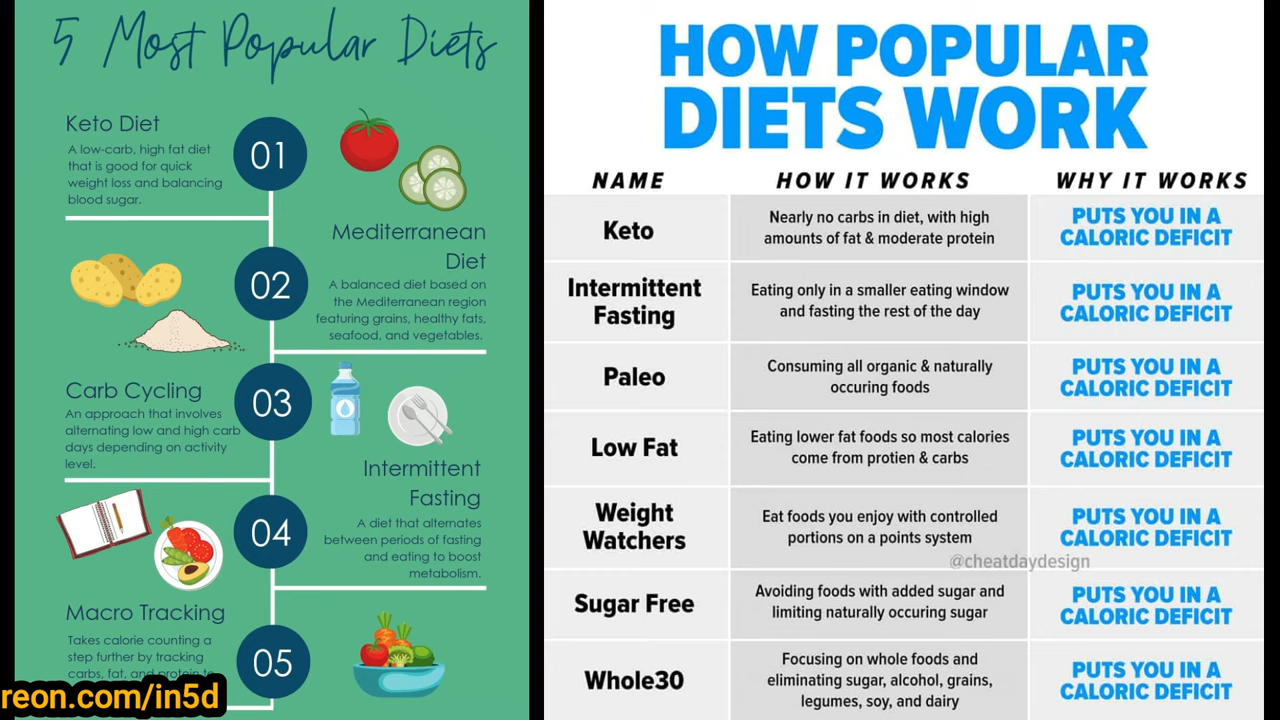 5 Most Popular Diets
Keto Diet
A low-carb, high fat diet
that is good for quick
weight loss and balancing
blood sugar.
01
Mediterranean
Diet
A balanced diet based on
the Mediterranean region
featuring grains, healthy fats,
seafood, and vegetables.
02
Carb Cycling
An approach that involves
alternating low and high carb
days depending on activity
level.
03
Intermittent
Fasting
A diet that alternates
between periods of fasting
and eating to boost
metabolism.
04
Macro Tracking
Takes calorie counting a
step further by tracking
carbs, fat, and protein to
05
reon.com/in5d
HOW POPULAR
DIETS WORK
NAME HOW IT WORKS WHY IT WORKS
Keto
Nearly no carbs in diet, with high
amounts of fat & moderate protein
PUTS YOU IN A
CALORIC DEFICIT
Intermittent
Fasting
Eating only in a smaller eating window
and fasting the rest of the day
PUTS YOU IN A
CALORIC DEFICIT
Paleo
Consuming all organic & naturally
occuring foods
PUTS YOU IN A
CALORIC DEFICIT
Low Fat
Eating lower fat foods so most calories
come from protien & carbs
PUTS YOU IN A
CALORIC DEFICIT
Weight
Watchers
Eat foods you enjoy with controlled
portions on a points system
PUTS YOU IN A
CALORIC DEFICIT
@cheatdaydesign
Sugar Free
Avoiding foods with added sugar and
limiting naturally occuring sugar
PUTS YOU IN A
CALORIC DEFICIT
Whole30
Focusing on whole foods and
eliminating sugar, alcohol, grains,
legumes, soy, and dairy
PUTS YOU IN A
CALORIC DEFICIT